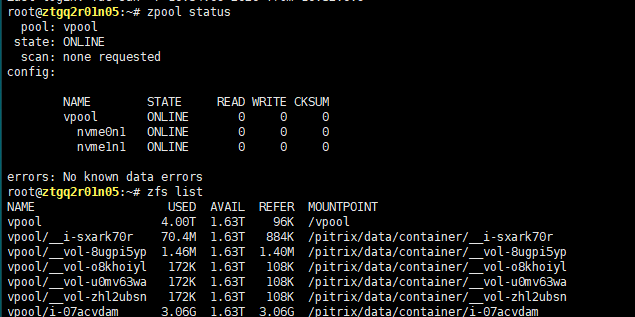 root@ztgq2r01n05:~# zpool status
  pool: vpool
 state: ONLINE
  scan: none requested
config:
        NAME        STATE     READ WRITE CKSUM
        vpool       ONLINE       0     0     0
          nvme0n1   ONLINE       0     0     0
          nvme1n1   ONLINE       0     0     0
errors: No known data errors
root@ztgq2r01n05:~# zfs list
NAME                  USED  AVAIL  REFER  MOUNTPOINT
vpool                4.00T  1.63T    96K  /vpool
vpool/__i-sxark70r   70.4M  1.63T   884K  /pitrix/data/container/__i-sxark70r
vpool/__vol-8ugpi5yp 1.46M  1.63T  1.40M  /pitrix/data/container/__vol-8ugpi5yp
vpool/__vol-o8khoiyl  172K  1.63T   108K  /pitrix/data/container/__vol-o8khoiyl
vpool/__vol-u0mv63wa  172K  1.63T   108K  /pitrix/data/container/__vol-u0mv63wa
vpool/__vol-zhl2ubsn  172K  1.63T   108K  /pitrix/data/container/__vol-zhl2ubsn
vpool/i-07acvdam     3.06G  1.63T  3.06G  /pitrix/data/container/i-07acvdam